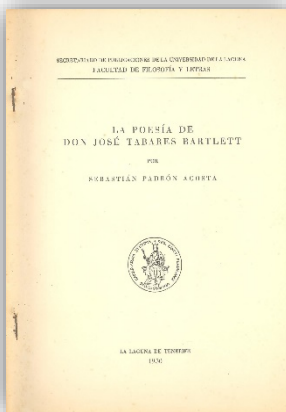 SECRETARIADO DE PUBLICACIONES DE LA UNIVERSIDAD DE LA LAGUNA
FACULTAD DE FILOSOFÍA Y LETRAS
LA POESÍA DE
DON JOSÉ TABARES BARTLETT
POR
SEBASTIÁN PADRÓN ACOSTA
LA LAGUNA DE TENERIFE
1950